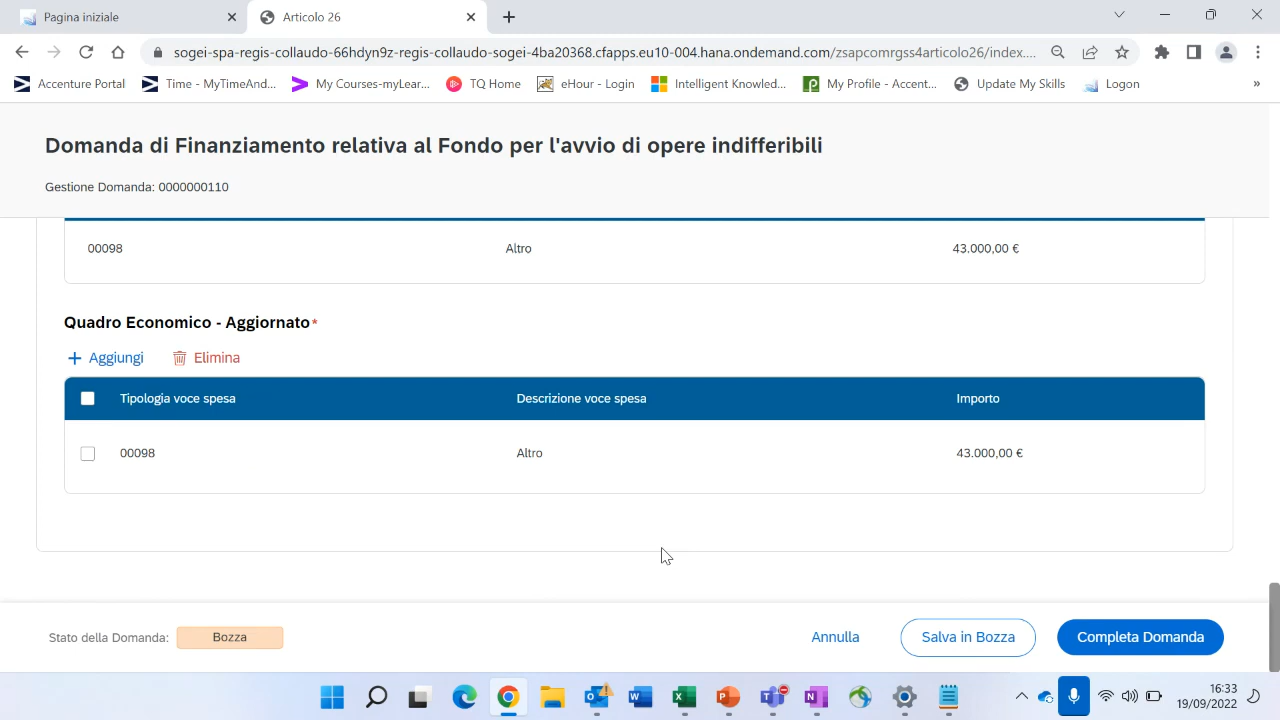 Pagina iniziale
Articolo 26
sogei-spa-regis-collaudo-66hdyn9z-regis-collaudo-sogei-4ba20368.cfapps.eu10-004.hana.ondemand.com/zsapcomrgss4articolo26/index....
Accenture Portal
Time - MyTimeAnd...
My Courses-myLear...
TQ Home
eHour - Login
Intelligent Knowled...
My Profile - Accent...
Update My Skills
Logon
»
Domanda di Finanziamento relativa al Fondo per l'avvio di opere indifferibili
Gestione Domanda: 0000000110
00098 Altro 43.000,00 €
Quadro Economico - Aggiornato*
+ Aggiungi Elimina
Tipologia voce spesa Descrizione voce spesa Importo
00098 Altro 43.000,00 €
Stato della Domanda: Bozza Annulla Salva in Bozza Completa Domanda
16:33
19/09/2022